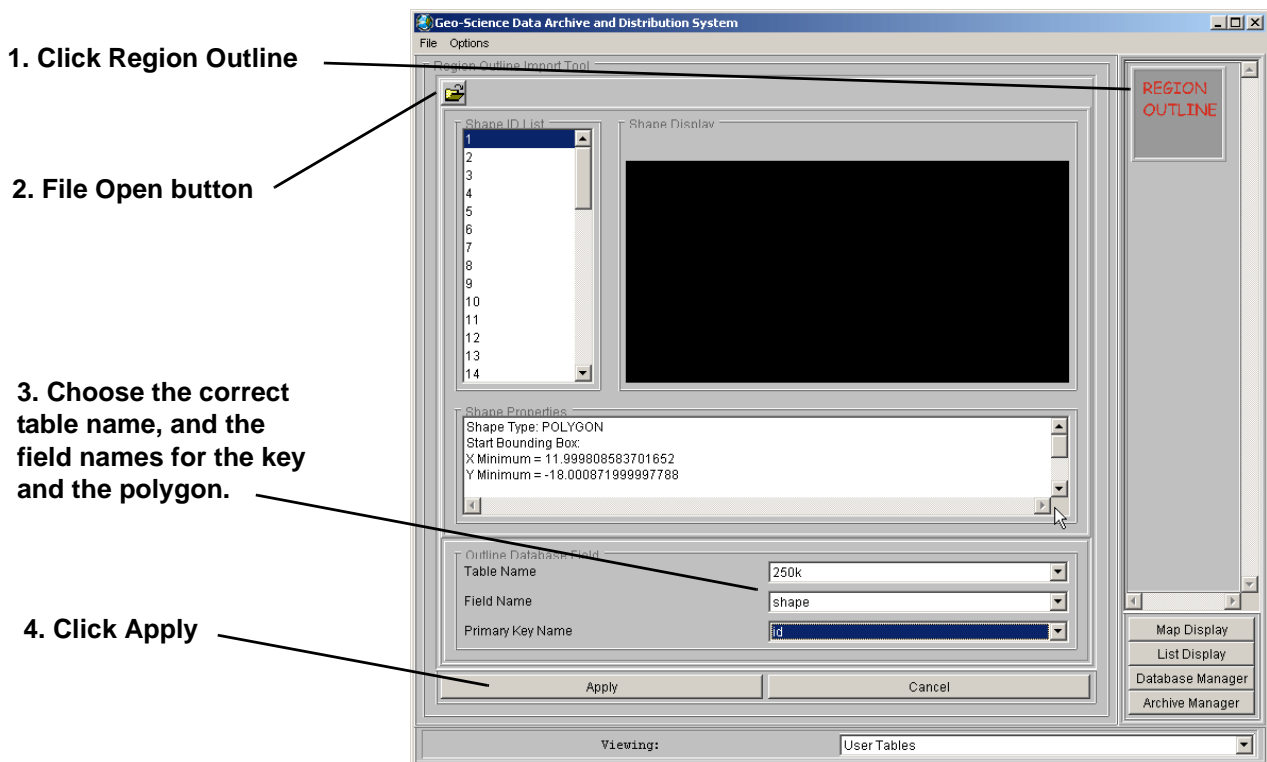 Geo-Science Data Archive and Distribution System
File Options
1. Click Region Outline
Region Outline Import Tool
REGION
OUTLINE
Shape ID List
Shape Display
1
2
3
4
5
6
7
8
9
10
11
12
13
14
2. File Open button
3. Choose the correct
table name, and the
field names for the key
and the polygon.
Shape Properties
Shape Type: POLYGON
Start Bounding Box:
X Minimum = 11.999808583701652
Y Minimum = -18.000871999997788
Outline Database Field
Table Name 250k
Field Name shape
Primary Key Name id
4. Click Apply
Apply Cancel
Map Display
List Display
Database Manager
Archive Manager
Viewing: User Tables